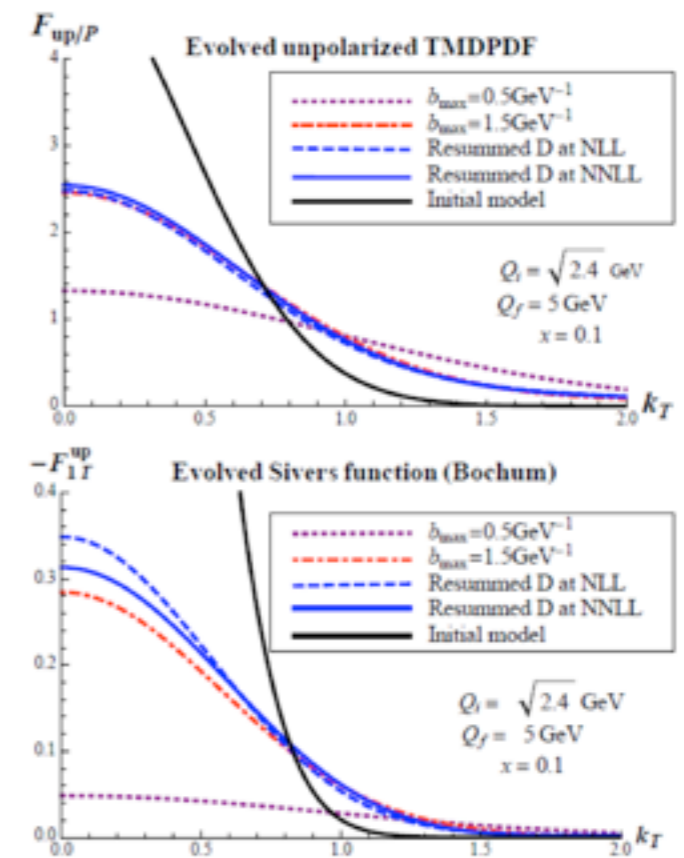 F_up/P
Evolved unpolarized TMDPDF
b_max=0.5GeV⁻¹
b_max=1.5GeV⁻¹
Resummed D at NLL
Resummed D at NNLL
Initial model
Q_i = √2.4 GeV
Q_f = 5 GeV
x = 0.1
4
3
2
1
0
0.0 0.5 1.0 1.5 2.0 k_T
−F_1T^up
Evolved Sivers function (Bochum)
b_max=0.5GeV⁻¹
b_max=1.5GeV⁻¹
Resummed D at NLL
Resummed D at NNLL
Initial model
Q_i = √2.4 GeV
Q_f = 5 GeV
x = 0.1
0.4
0.3
0.2
0.1
0.0
0.0 0.5 1.0 1.5 2.0 k_T